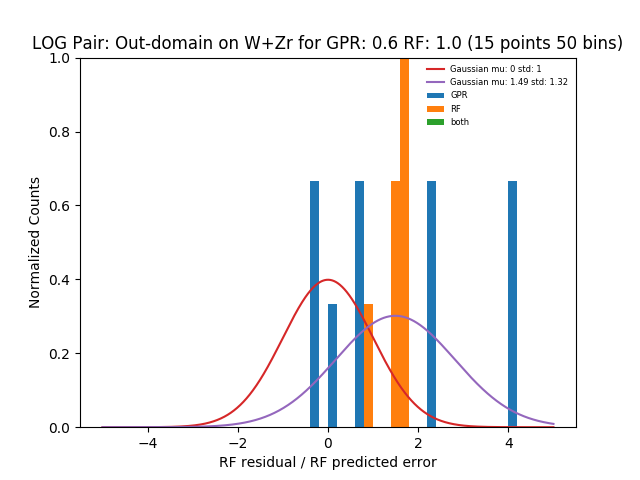 LOG Pair: Out-domain on W+Zr for GPR: 0.6 RF: 1.0 (15 points 50 bins)
1.0
0.8
0.6
0.4
0.2
0.0
Normalized Counts
Gaussian mu: 0 std: 1
Gaussian mu: 1.49 std: 1.32
GPR
RF
both
−4 −2 0 2 4
RF residual / RF predicted error